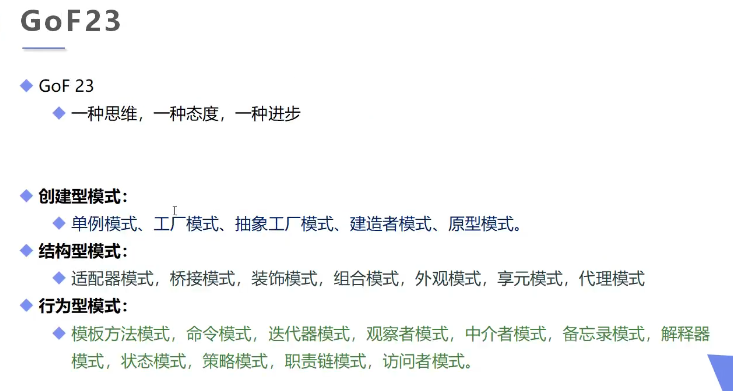 GoF23
GoF 23
一种思维，一种态度，一种进步
创建型模式：
单例模式、工厂模式、抽象工厂模式、建造者模式、原型模式。
结构型模式：
适配器模式，桥接模式，装饰模式，组合模式，外观模式，享元模式，代理模式
行为型模式：
模板方法模式，命令模式，迭代器模式，观察者模式，中介者模式，备忘录模式，解释器
模式，状态模式，策略模式，职责链模式，访问者模式。